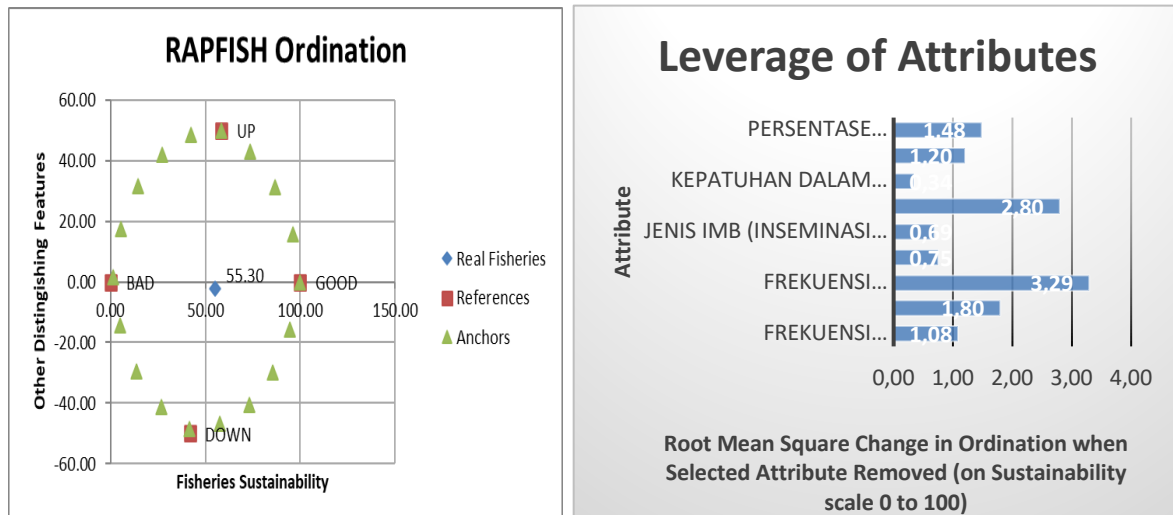 RAPFISH Ordination
Other Distingishing Features
60.00
40.00
20.00
0.00
-20.00
-40.00
-60.00
0.00 50.00 100.00 150.00
UP
BAD
55.30
GOOD
DOWN
Real Fisheries
References
Anchors
Fisheries Sustainability
Leverage of Attributes
Attribute
PERSENTASE...
1.48
1.20
KEPATUHAN DALAM...
0,34
2.80
JENIS IMB (INSEMINASI...
0.69
0.75
FREKUENSI...
3,29
1.80
FREKUENSI...
1,08
0,00 1,00 2,00 3,00 4,00
Root Mean Square Change in Ordination when
Selected Attribute Removed (on Sustainability
scale 0 to 100)